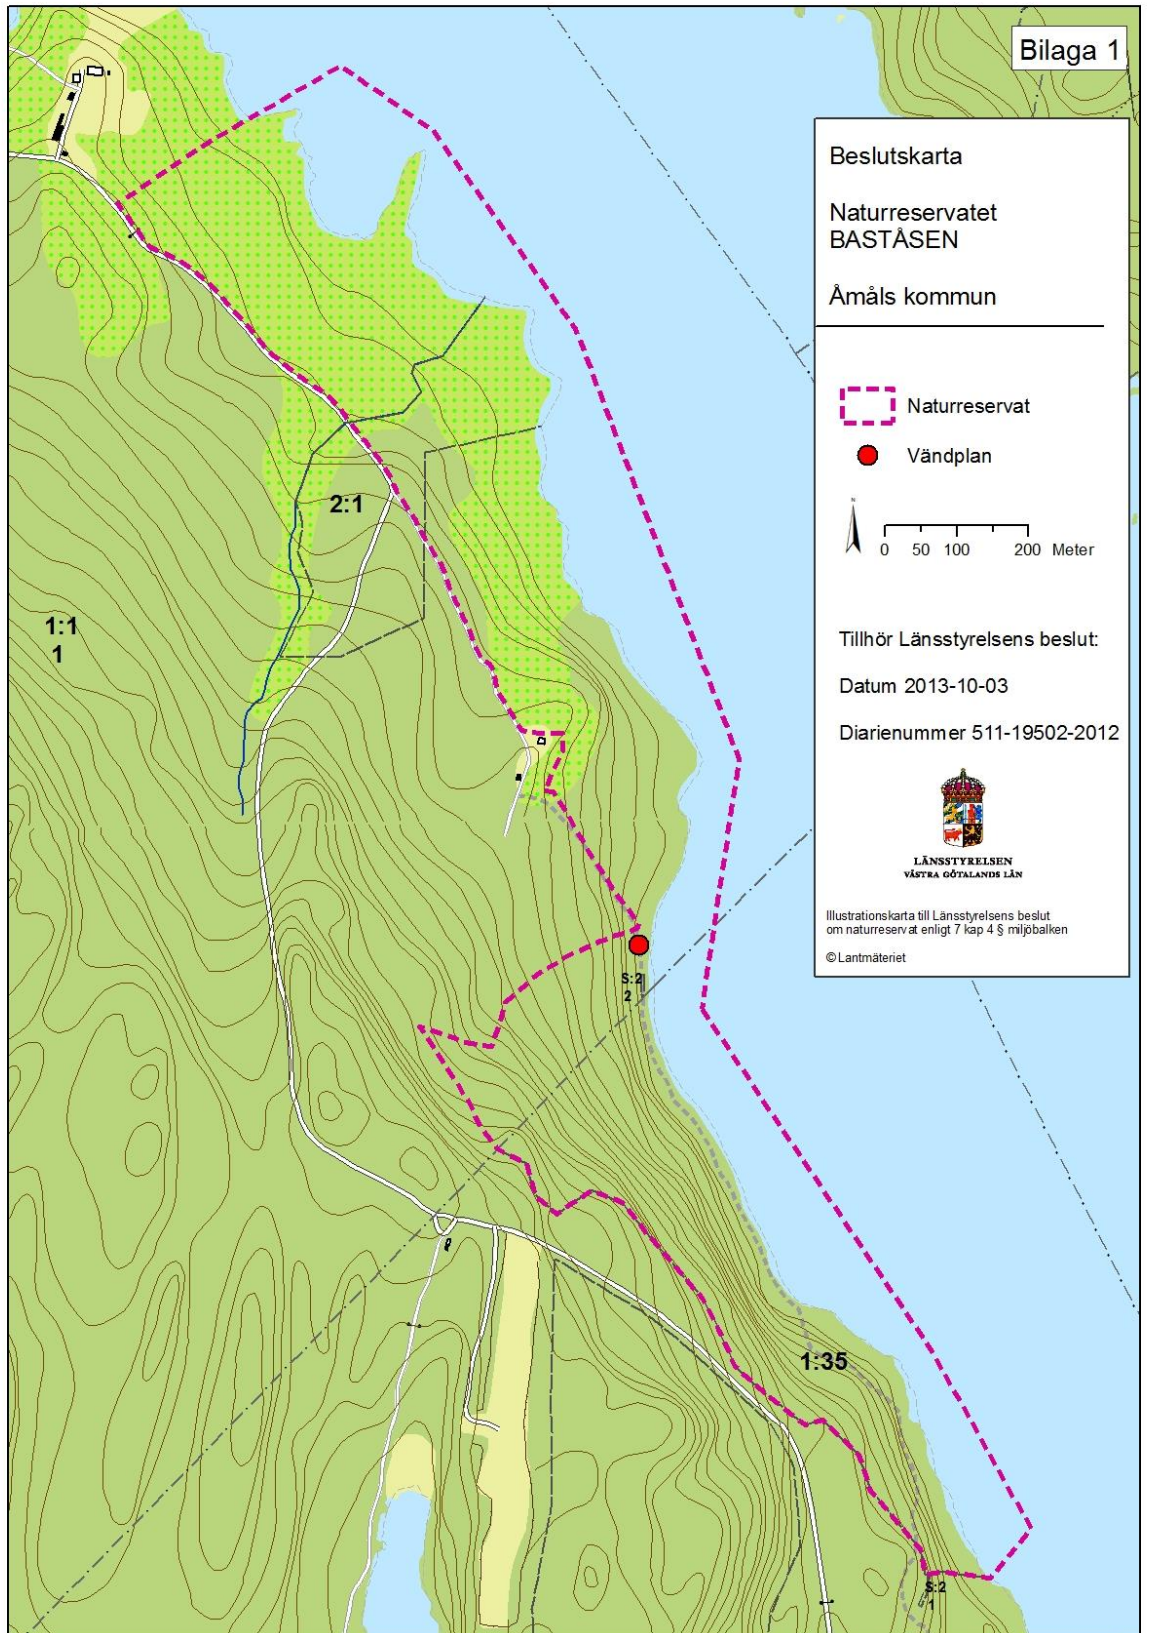 Bilaga 1
Beslutskarta
Naturreservatet
BASTÅSEN
Åmåls kommun
Naturreservat
Vändplan
N
0 50 100 200 Meter
Tillhör Länsstyrelsens beslut:
Datum 2013-10-03
Diarienummer 511-19502-2012
LÄNSSTYRELSEN
VÄSTRA GÖTALANDS LÄN
Illustrationskarta till Länsstyrelsens beslut
om naturreservat enligt 7 kap 4 § miljöbalken
© Lantmäteriet
2:1
1:1
1
S:2
2
1:35
S:2
1